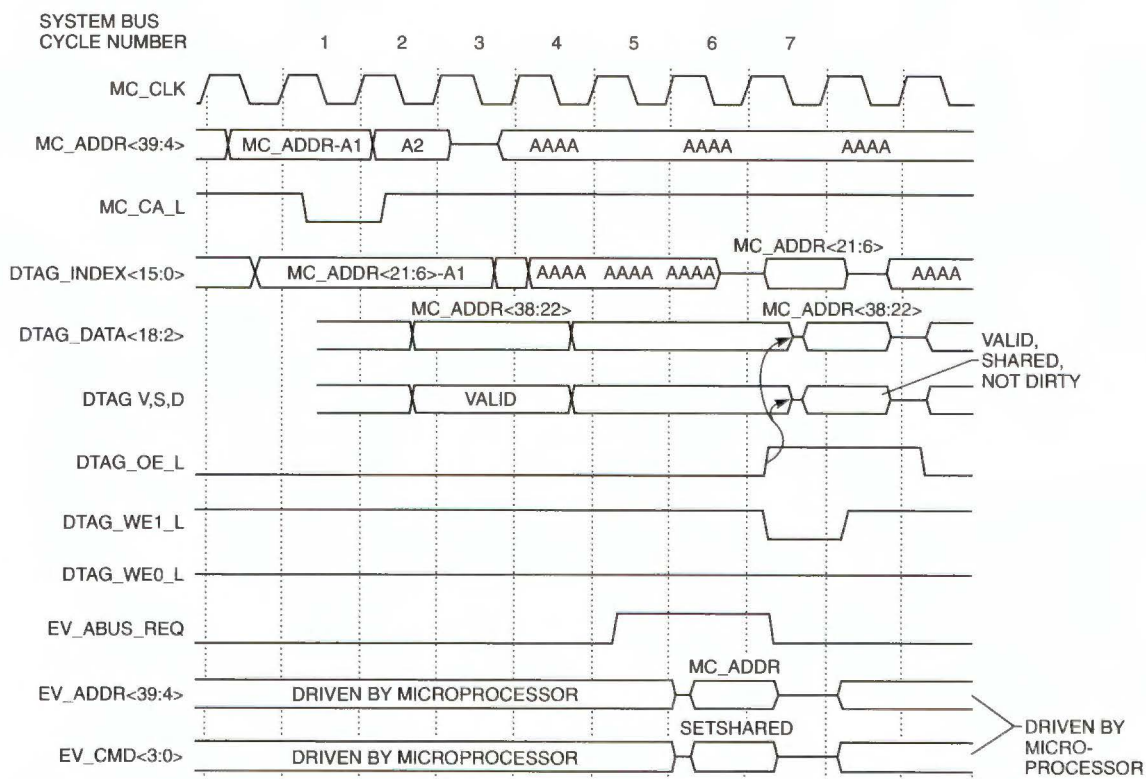 SYSTEM BUS
CYCLE NUMBER 1 2 3 4 5 6 7
MC_CLK
MC_ADDR<39:4> MC_ADDR-A1 A2 AAAA AAAA AAAA
MC_CA_L
MC_ADDR<21:6>
DTAG_INDEX<15:0> MC_ADDR<21:6>-A1 AAAA AAAA AAAA AAAA
MC_ADDR<38:22> MC_ADDR<38:22>
DTAG_DATA<18:2>
VALID,
SHARED,
NOT DIRTY
DTAG V,S,D VALID
DTAG_OE_L
DTAG_WE1_L
DTAG_WE0_L
EV_ABUS_REQ
MC_ADDR
EV_ADDR<39:4> DRIVEN BY MICROPROCESSOR
SETSHARED
DRIVEN BY
MICRO-
PROCESSOR
EV_CMD<3:0> DRIVEN BY MICROPROCESSOR